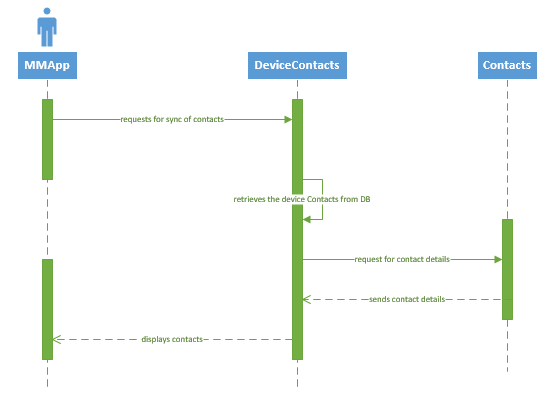 MMApp
DeviceContacts
Contacts
requests for sync of contacts
retrieves the device Contacts from DB
request for contact details
sends contact details
displays contacts